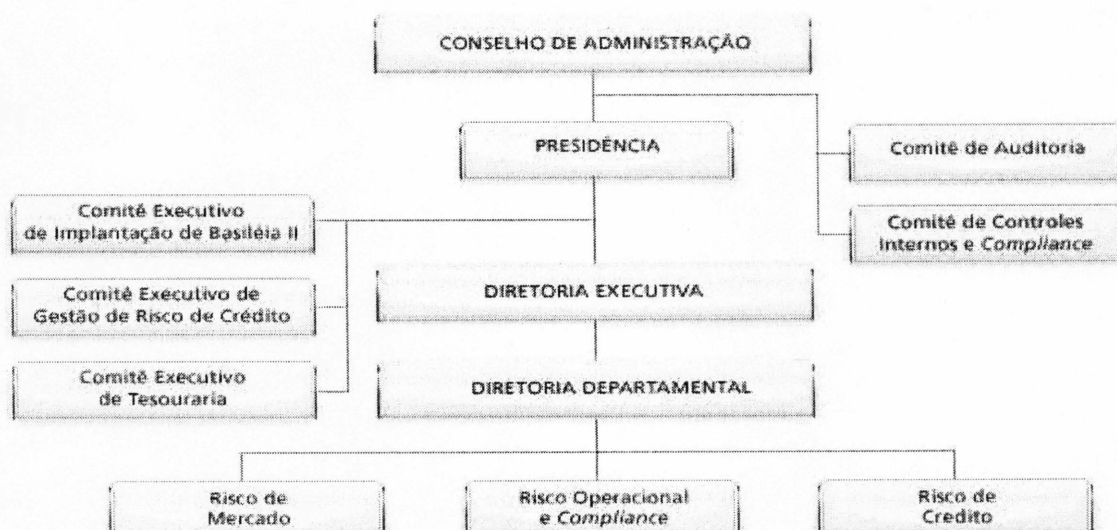 CONSELHO DE ADMINISTRAÇÃO
PRESIDÊNCIA
Comitê de Auditoria
Comitê Executivo
de Implantação de Basiléia II
Comitê de Controles
Internos e Compliance
Comitê Executivo de
Gestão de Risco de Crédito
DIRETORIA EXECUTIVA
Comitê Executivo
de Tesouraria
DIRETORIA DEPARTAMENTAL
Risco de
Mercado
Risco Operacional
e Compliance
Risco de
Credito